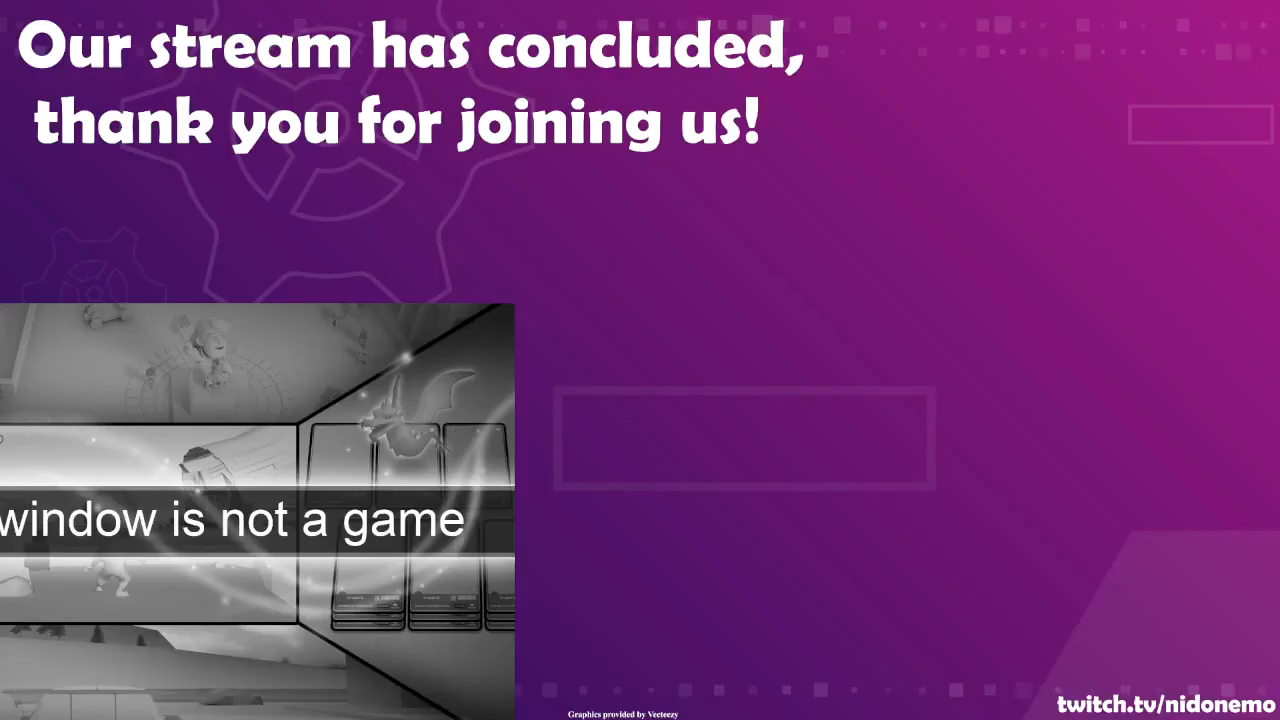 Our stream has concluded,
thank you for joining us!
window is not a game
twitch.tv/nidonemo
Graphics provided by Vecteezy